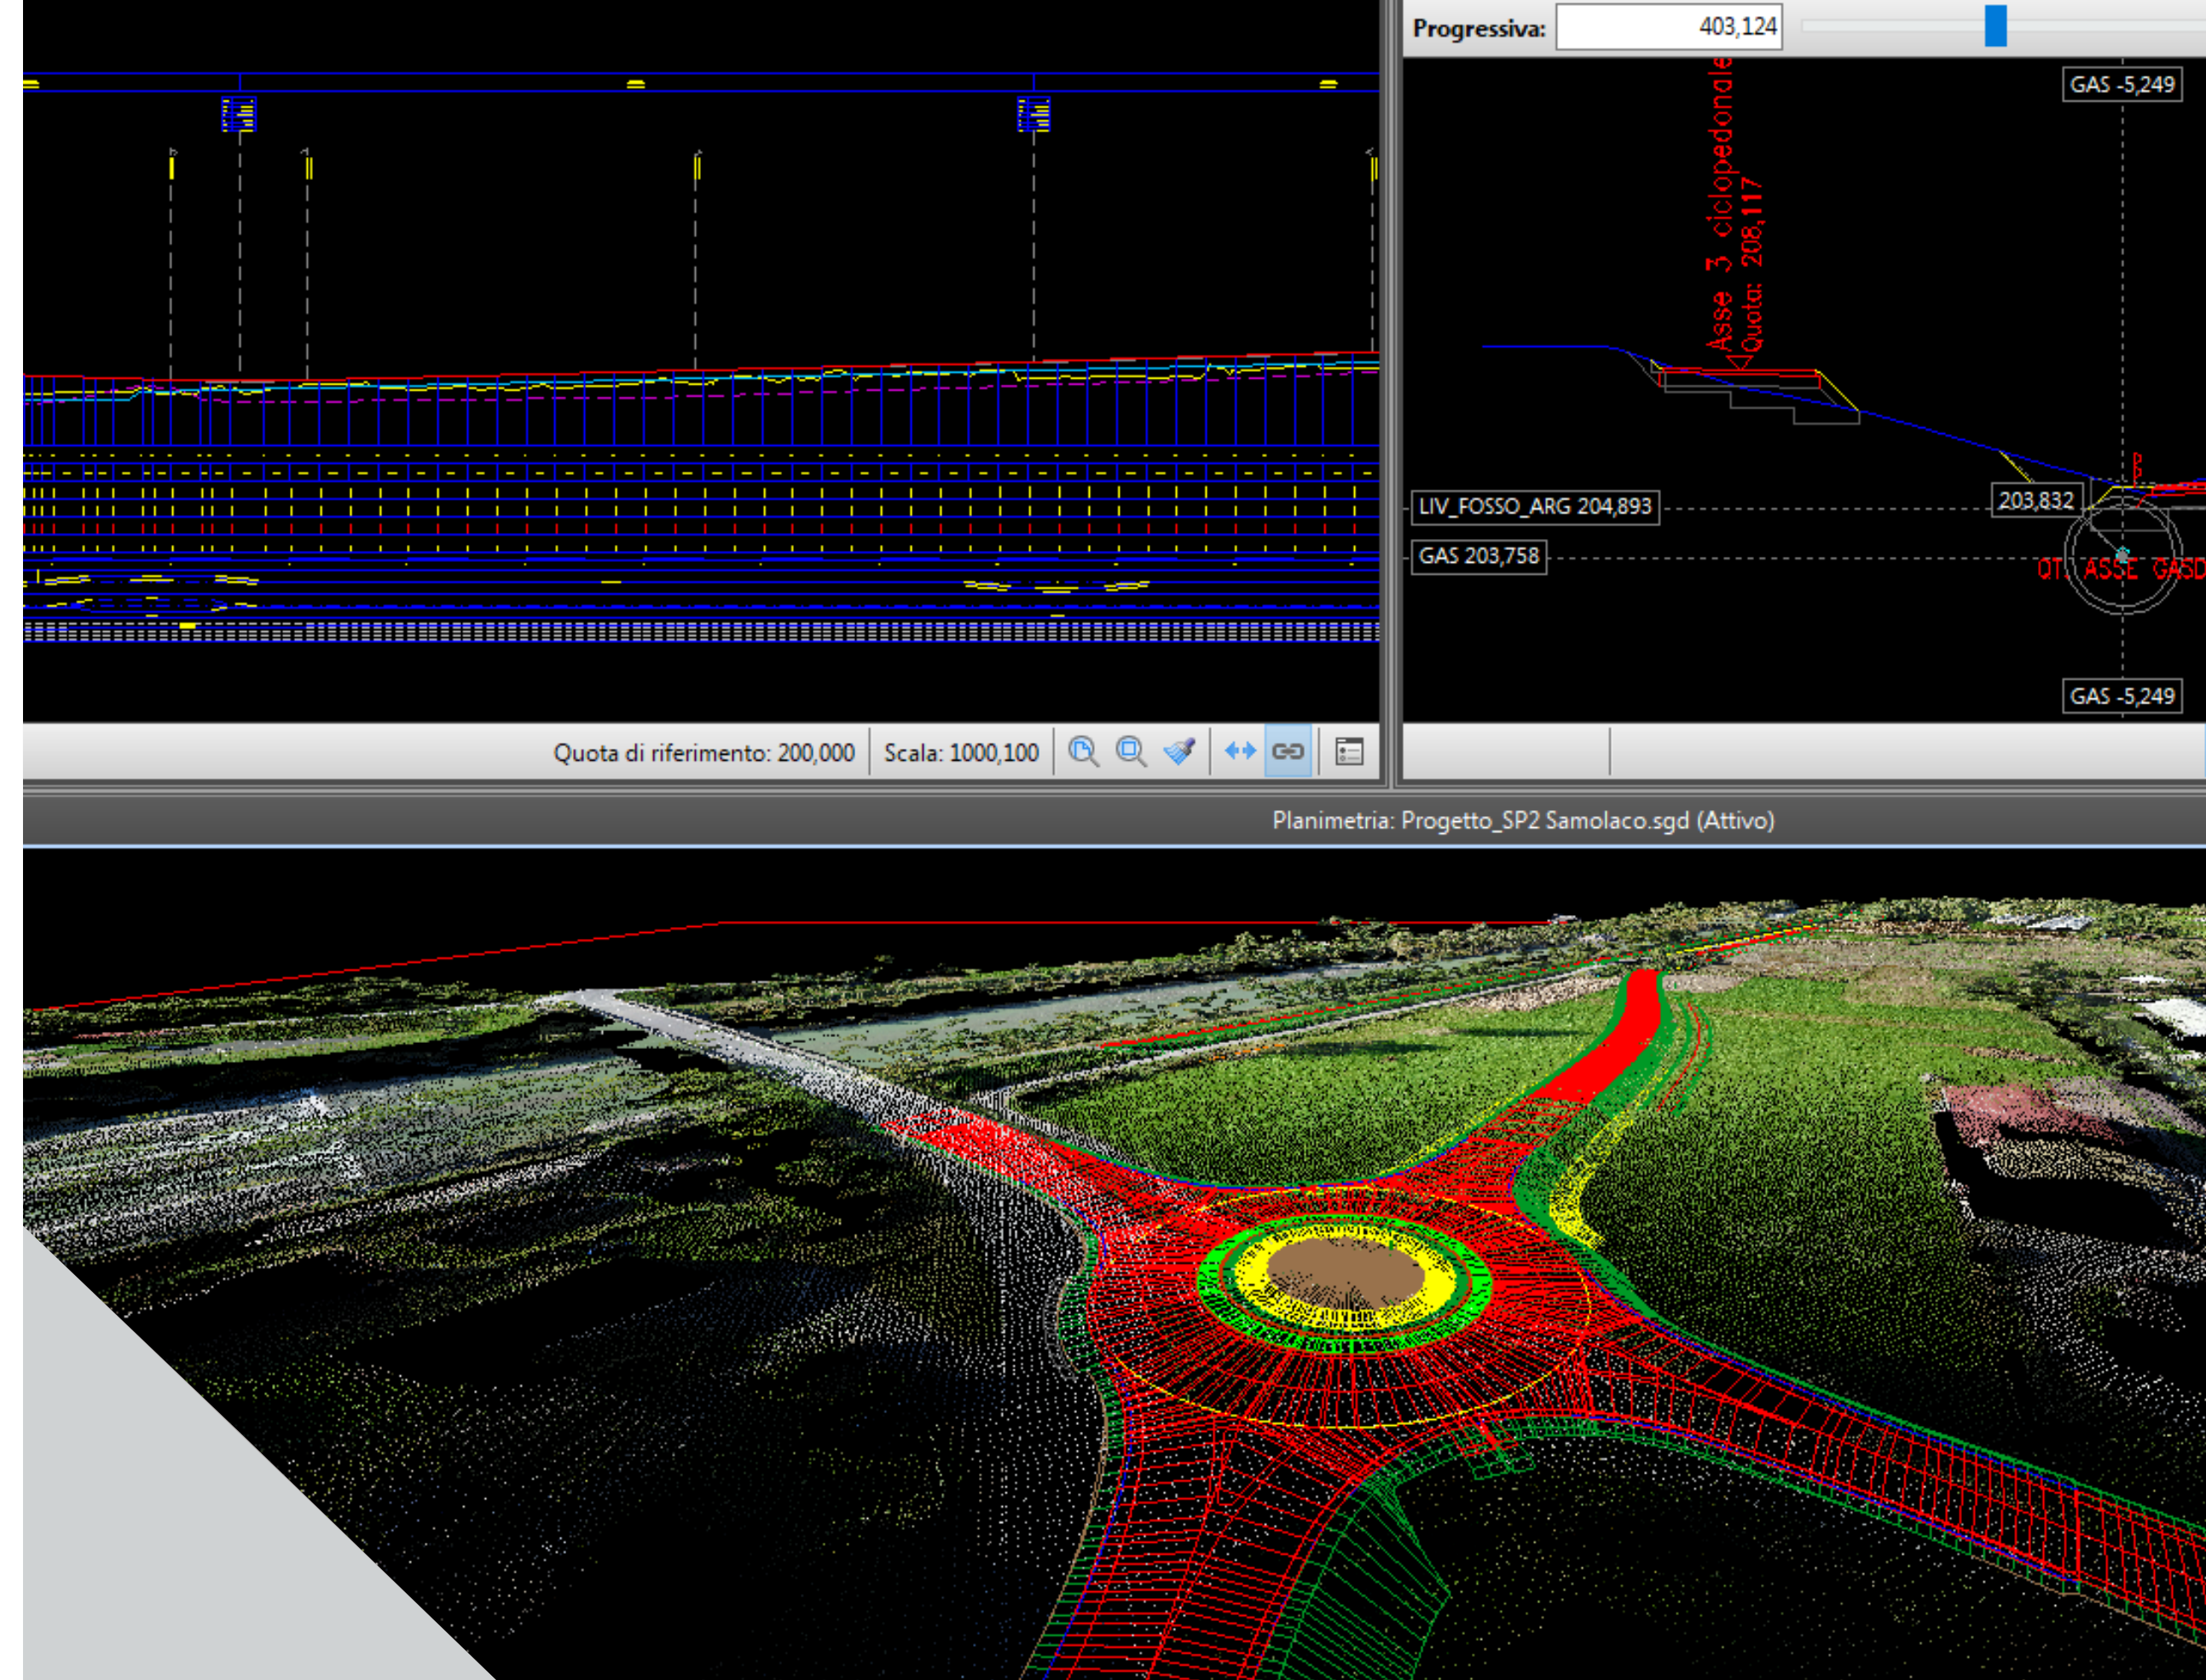 Progressiva: 403,124
GAS -5,249
Asse 3 ciclopedonale
Quota: 208,117
LIV_FOSSO_ARG 204,893
203,832
GAS 203,758
QT. ASSE GASD
GAS -5,249
Quota di riferimento: 200,000
Scala: 1000,100
Planimetria: Progetto_SP2 Samolaco.sgd (Attivo)